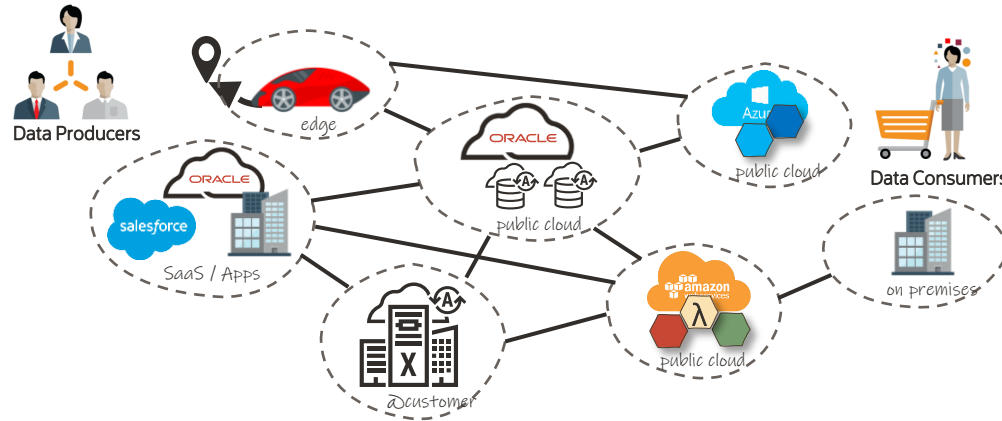 Data Producers
edge
ORACLE
public cloud
Azu
public cloud
Data Consumers
ORACLE
salesforce
SaaS / Apps
A
A
on premises
amazon
λ
public cloud
A
X
@customer